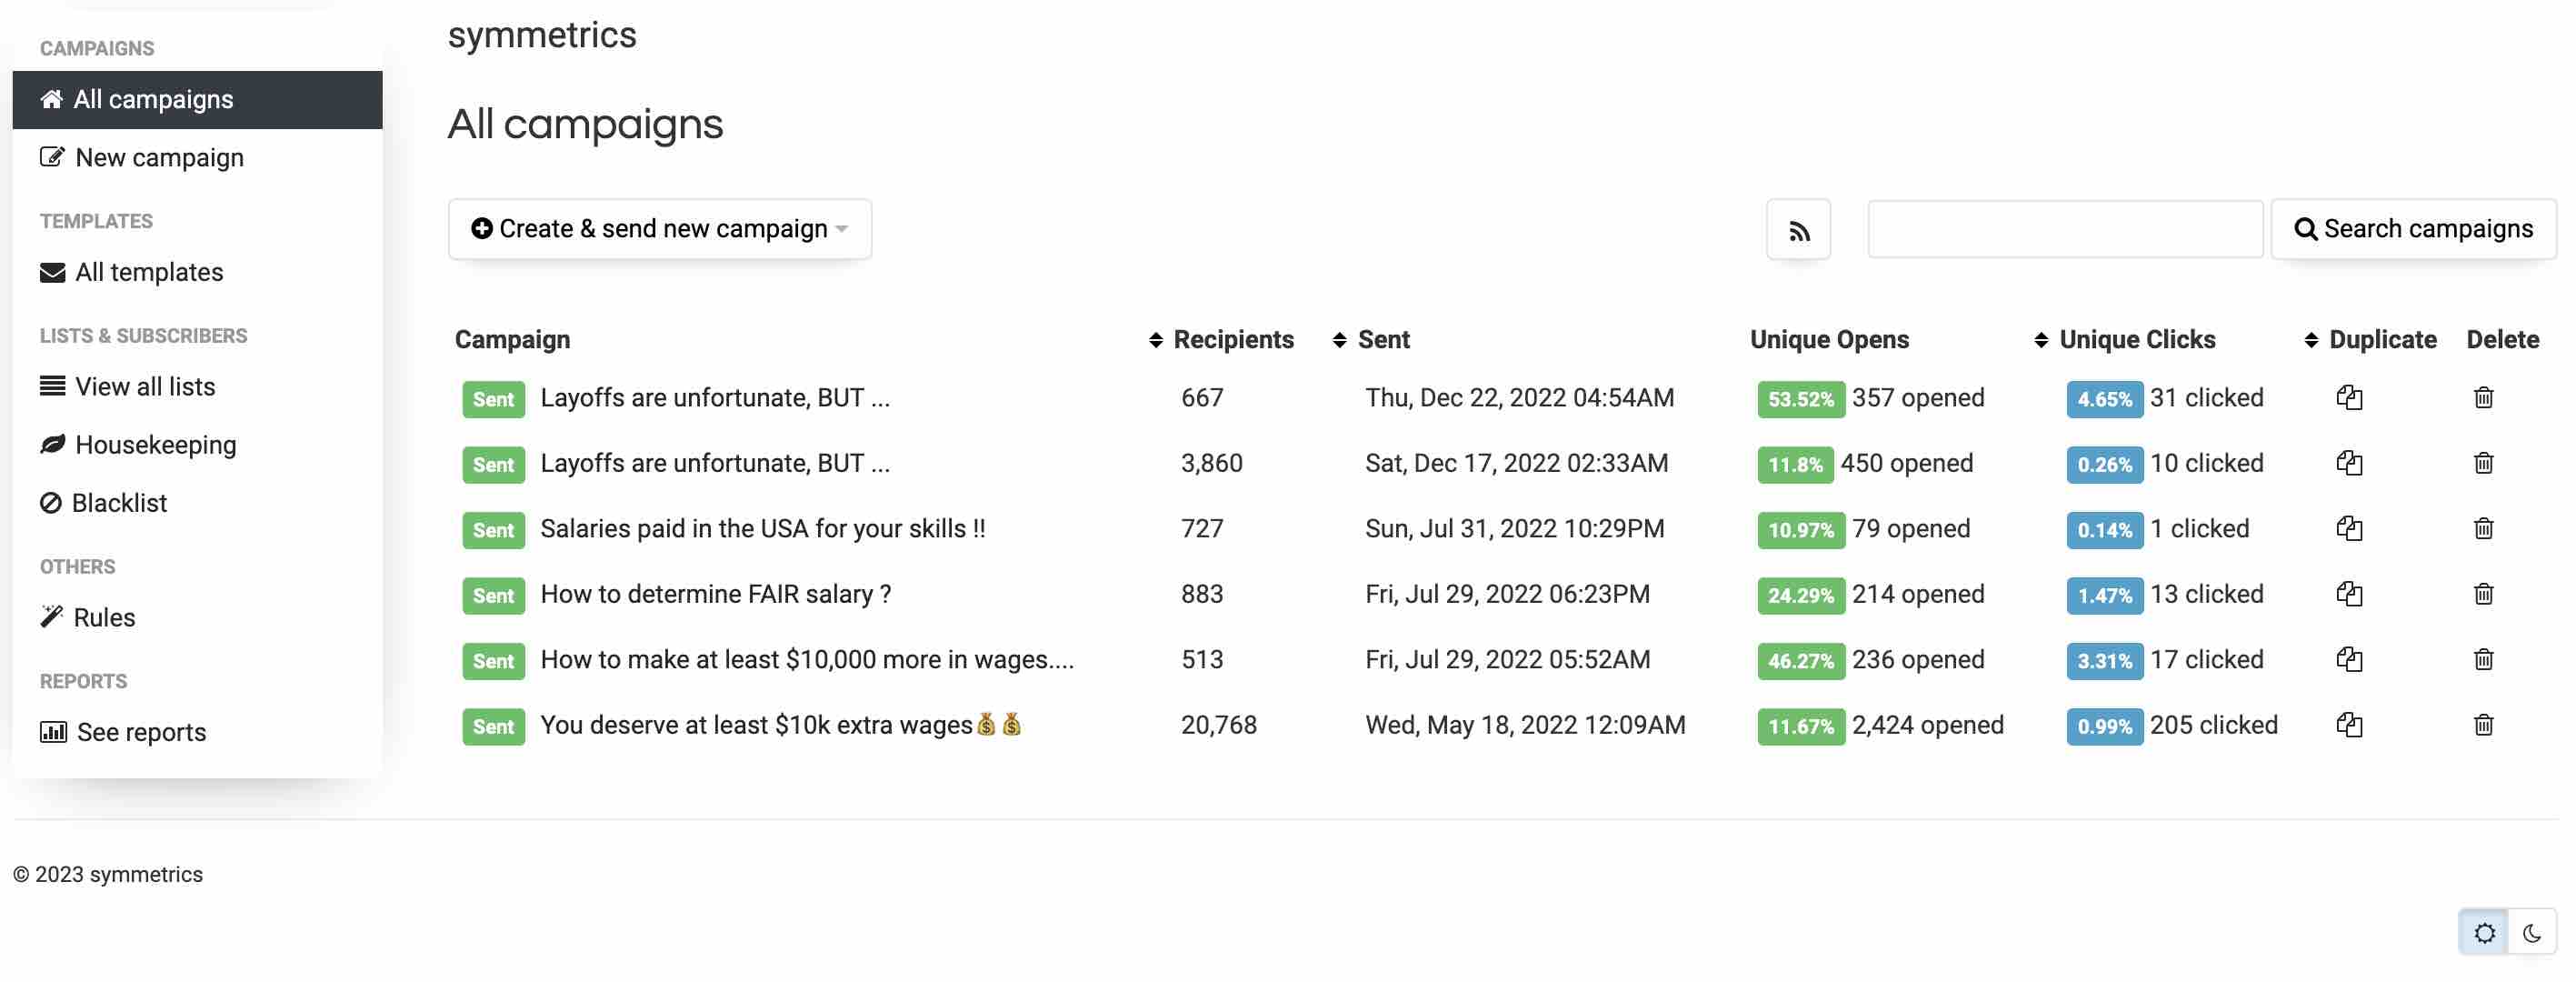 CAMPAIGNS
All campaigns
New campaign
TEMPLATES
All templates
LISTS & SUBSCRIBERS
View all lists
Housekeeping
Blacklist
OTHERS
Rules
REPORTS
See reports
symmetrics
All campaigns
Create & send new campaign
Search campaigns
Campaign Recipients Sent Unique Opens Unique Clicks Duplicate Delete
Sent Layoffs are unfortunate, BUT ... 667 Thu, Dec 22, 2022 04:54AM 53.52% 357 opened 4.65% 31 clicked
Sent Layoffs are unfortunate, BUT ... 3,860 Sat, Dec 17, 2022 02:33AM 11.8% 450 opened 0.26% 10 clicked
Sent Salaries paid in the USA for your skills !! 727 Sun, Jul 31, 2022 10:29PM 10.97% 79 opened 0.14% 1 clicked
Sent How to determine FAIR salary ? 883 Fri, Jul 29, 2022 06:23PM 24.29% 214 opened 1.47% 13 clicked
Sent How to make at least $10,000 more in wages.... 513 Fri, Jul 29, 2022 05:52AM 46.27% 236 opened 3.31% 17 clicked
Sent You deserve at least $10k extra wages💰💰 20,768 Wed, May 18, 2022 12:09AM 11.67% 2,424 opened 0.99% 205 clicked
© 2023 symmetrics